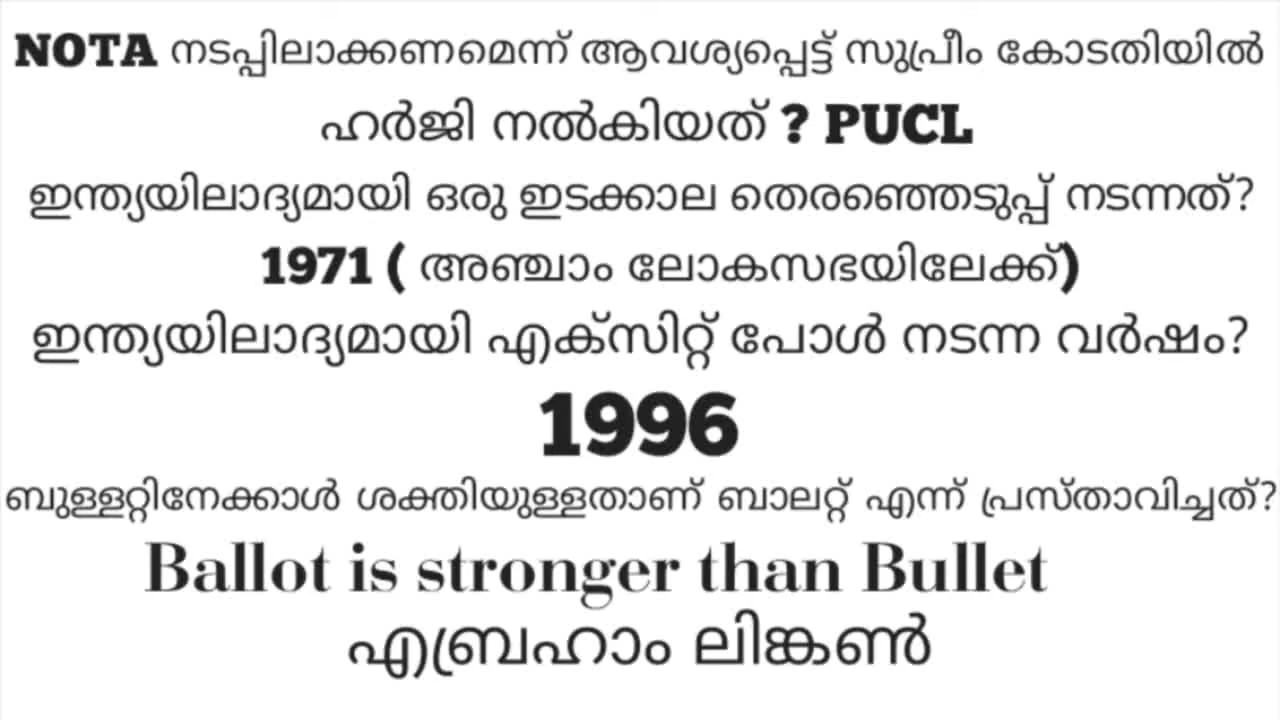 NOTA നടപ്പിലാക്കണമെന്ന് ആവശ്യപ്പെട്ട് സുപ്രീം കോടതിയിൽ
ഹർജി നൽകിയത് ? PUCL
ഇന്ത്യയിലാദ്യമായി ഒരു ഇടക്കാല തെരഞ്ഞെടുപ്പ് നടന്നത്?
1971 ( അഞ്ചാം ലോകസഭയിലേക്ക്)
ഇന്ത്യയിലാദ്യമായി എക്സിറ്റ് പോൾ നടന്ന വർഷം?
1996
ബുള്ളറ്റിനേക്കാൾ ശക്തിയുള്ളതാണ് ബാലറ്റ് എന്ന് പ്രസ്താവിച്ചത്?
Ballot is stronger than Bullet
എബ്രഹാം ലിങ്കൺ